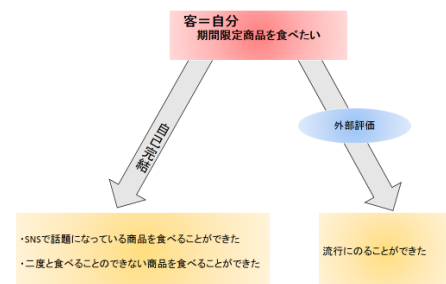 客＝自分
期間限定商品を食べたい
自己完結
外部評価
・SNSで話題になっている商品を食べることができた
・二度と食べることのできない商品を食べることができた
流行にのることができた